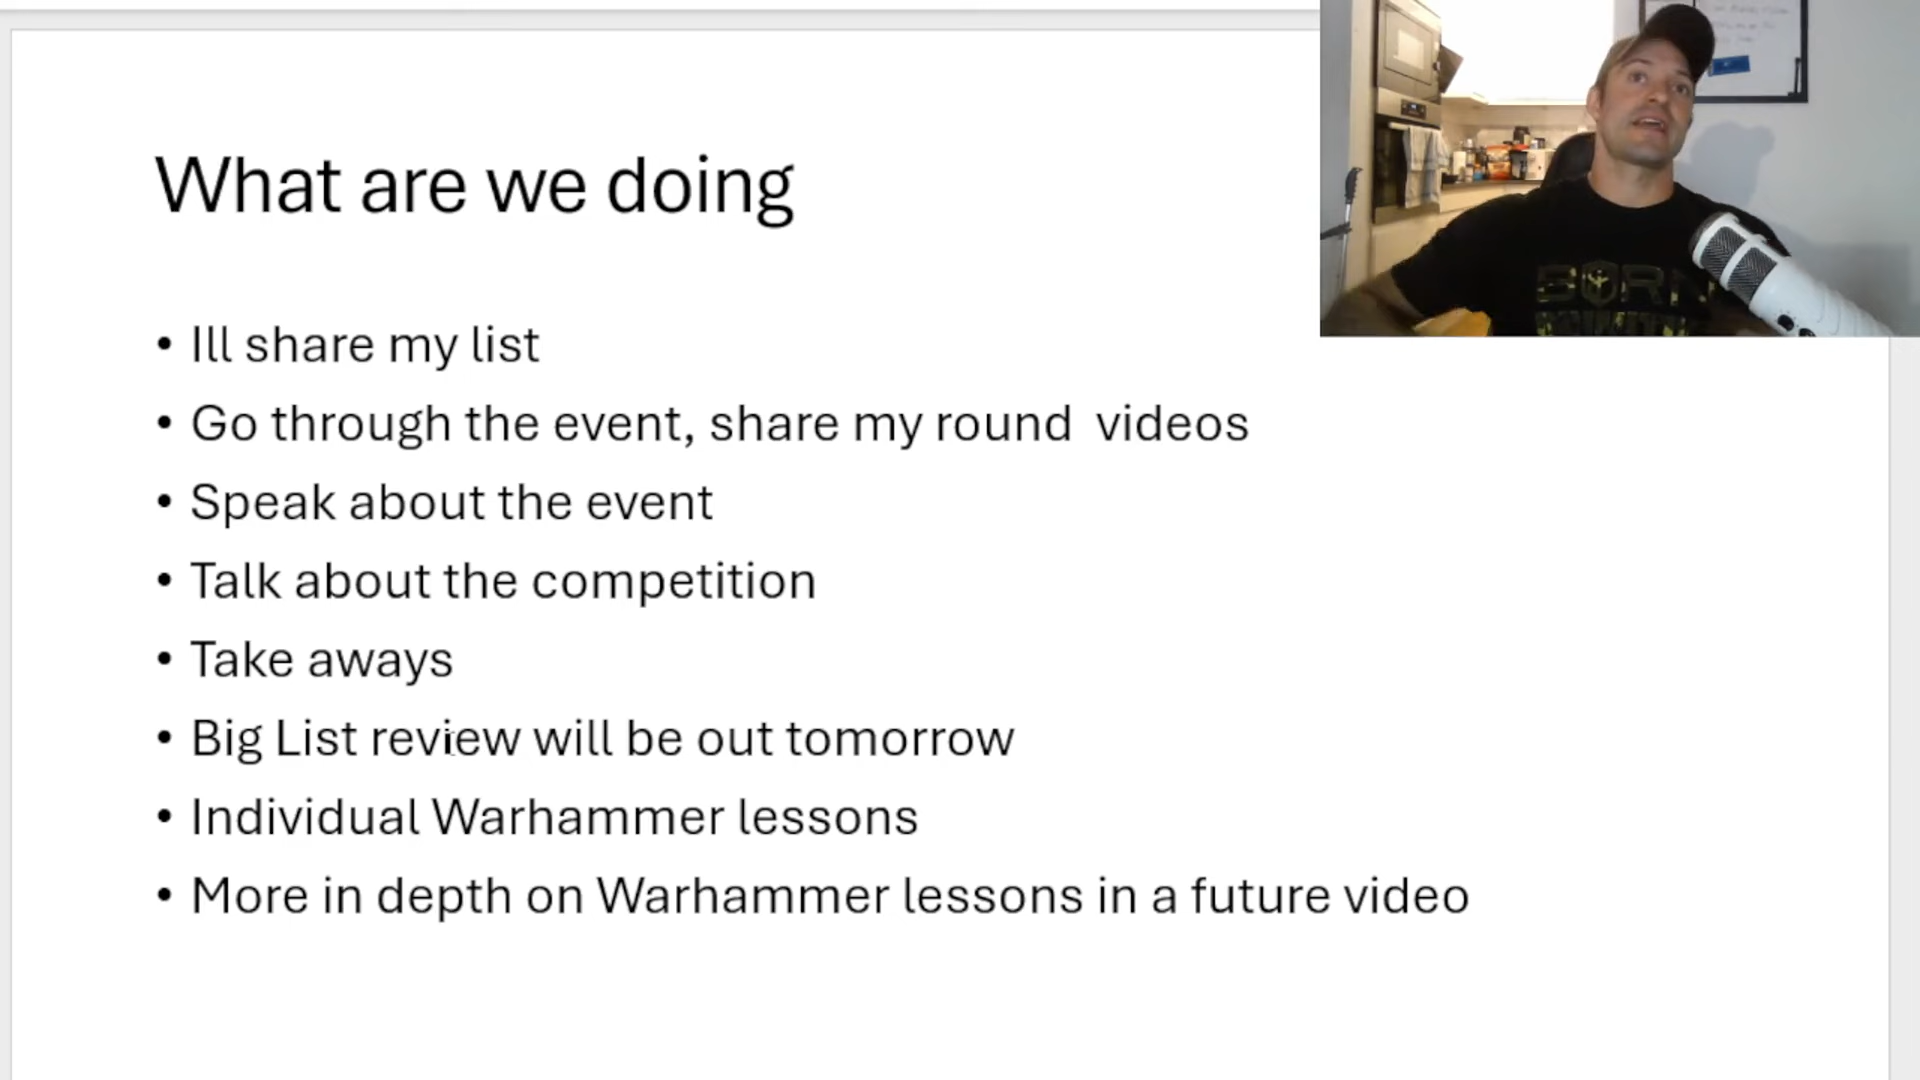 What are we doing
• Ill share my list
• Go through the event, share my round  videos
• Speak about the event
• Talk about the competition
• Take aways
• Big List review will be out tomorrow
• Individual Warhammer lessons
• More in depth on Warhammer lessons in a future video
BORN